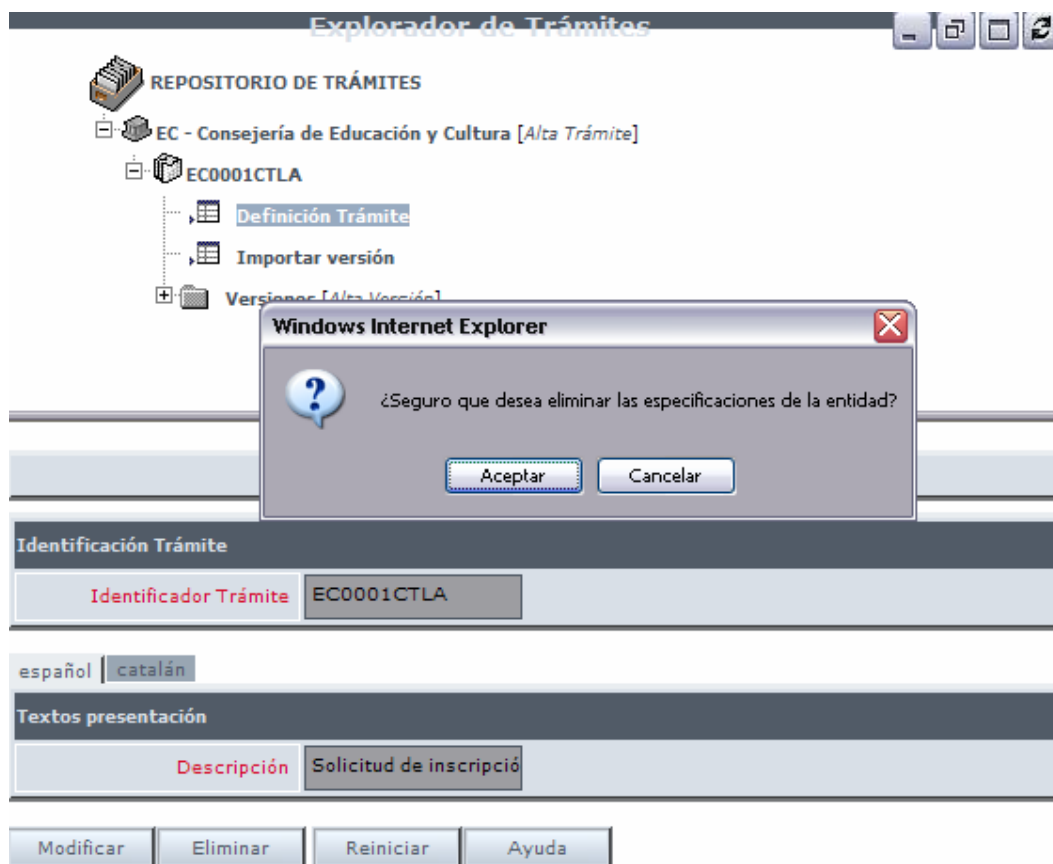 Explorador de Trámites
REPOSITORIO DE TRÁMITES
EC - Consejería de Educación y Cultura [Alta Trámite]
EC0001CTLA
Definición Trámite
Importar versión
Versiones [Alta Versión]
Windows Internet Explorer
¿Seguro que desea eliminar las especificaciones de la entidad?
Aceptar Cancelar
Identificación Trámite
Identificador Trámite EC0001CTLA
español catalán
Textos presentación
Descripción Solicitud de inscripció
Modificar Eliminar Reiniciar Ayuda